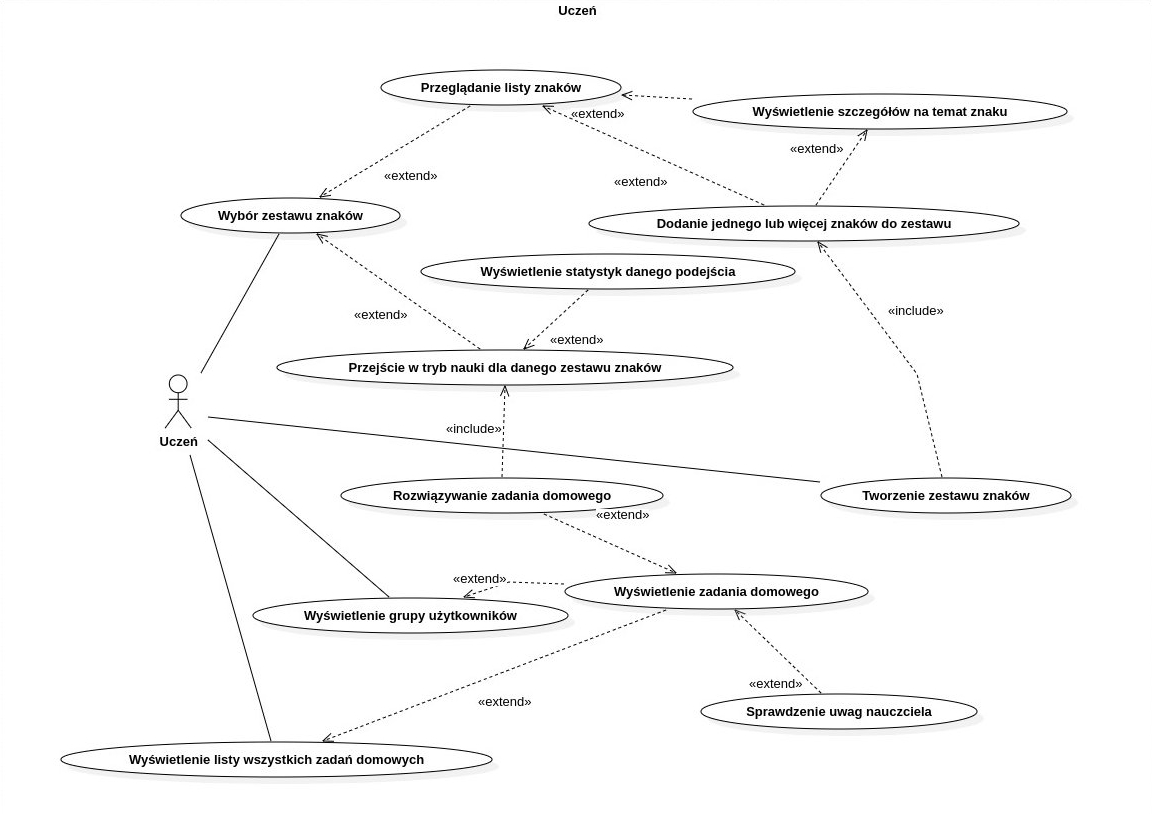 Uczeń
Przeglądanie listy znaków
Wyświetlenie szczegółów na temat znaku
«extend»
«extend»
«extend»
«extend»
Wybór zestawu znaków
Dodanie jednego lub więcej znaków do zestawu
Wyświetlenie statystyk danego podejścia
«include»
«extend»
«extend»
Przejście w tryb nauki dla danego zestawu znaków
«include»
Uczeń
Rozwiązywanie zadania domowego
Tworzenie zestawu znaków
«extend»
«extend»
Wyświetlenie zadania domowego
Wyświetlenie grupy użytkowników
«extend»
«extend»
Sprawdzenie uwag nauczciela
Wyświetlenie listy wszystkich zadań domowych